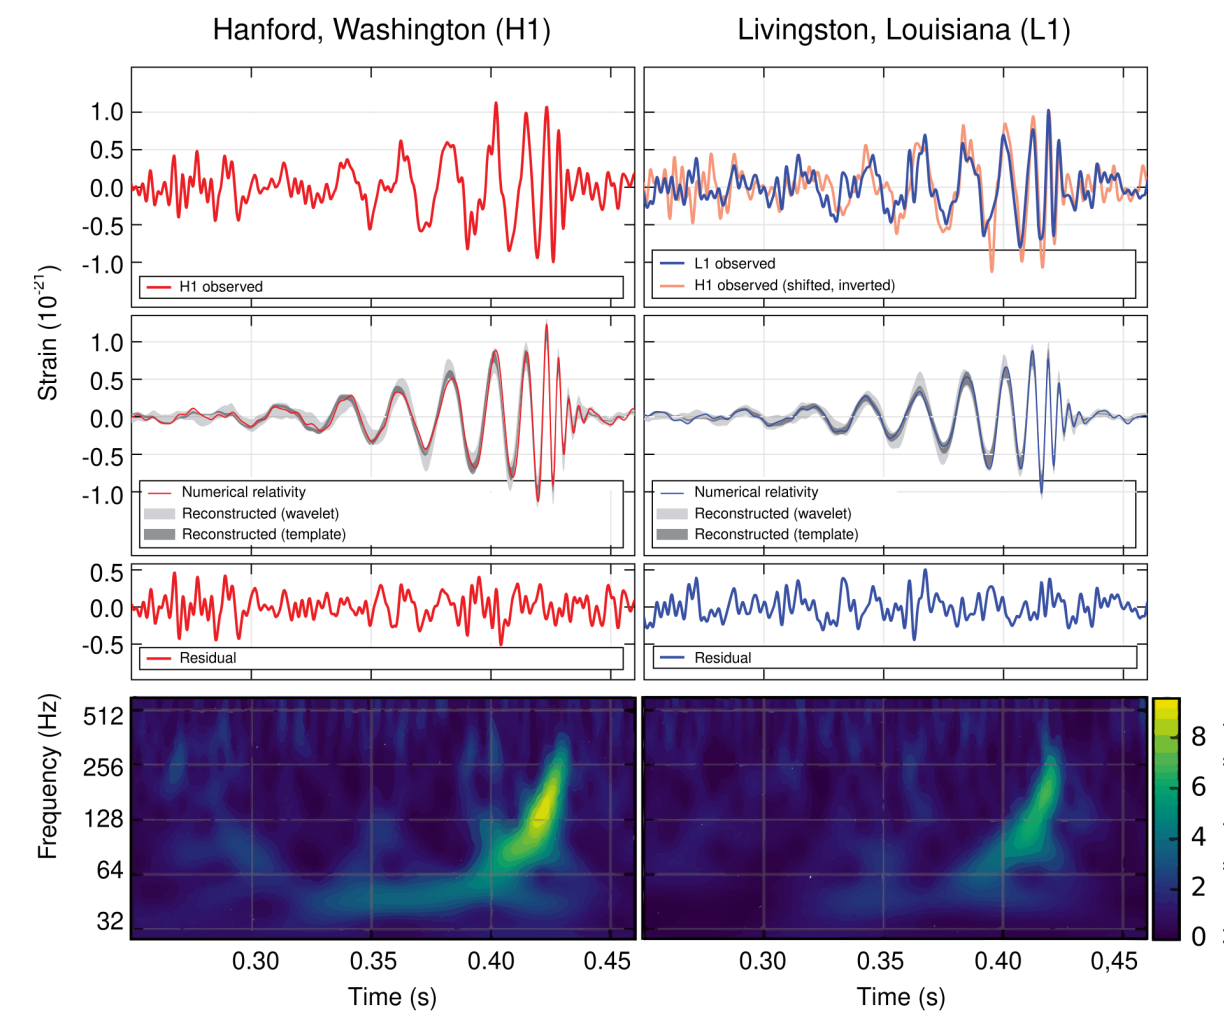 Hanford, Washington (H1)
Livingston, Louisiana (L1)
Strain (10-21)
1.0
0.5
0.0
-0.5
-1.0
H1 observed
L1 observed
H1 observed (shifted, inverted)
1.0
0.5
0.0
-0.5
-1.0
Numerical relativity
Reconstructed (wavelet)
Reconstructed (template)
Numerical relativity
Reconstructed (wavelet)
Reconstructed (template)
0.5
0.0
-0.5
Residual
Residual
Frequency (Hz)
512
256
128
64
32
8
6
4
2
0
0.30 0.35 0.40 0.45
0.30 0.35 0.40 0,45
Time (s)
Time (s)